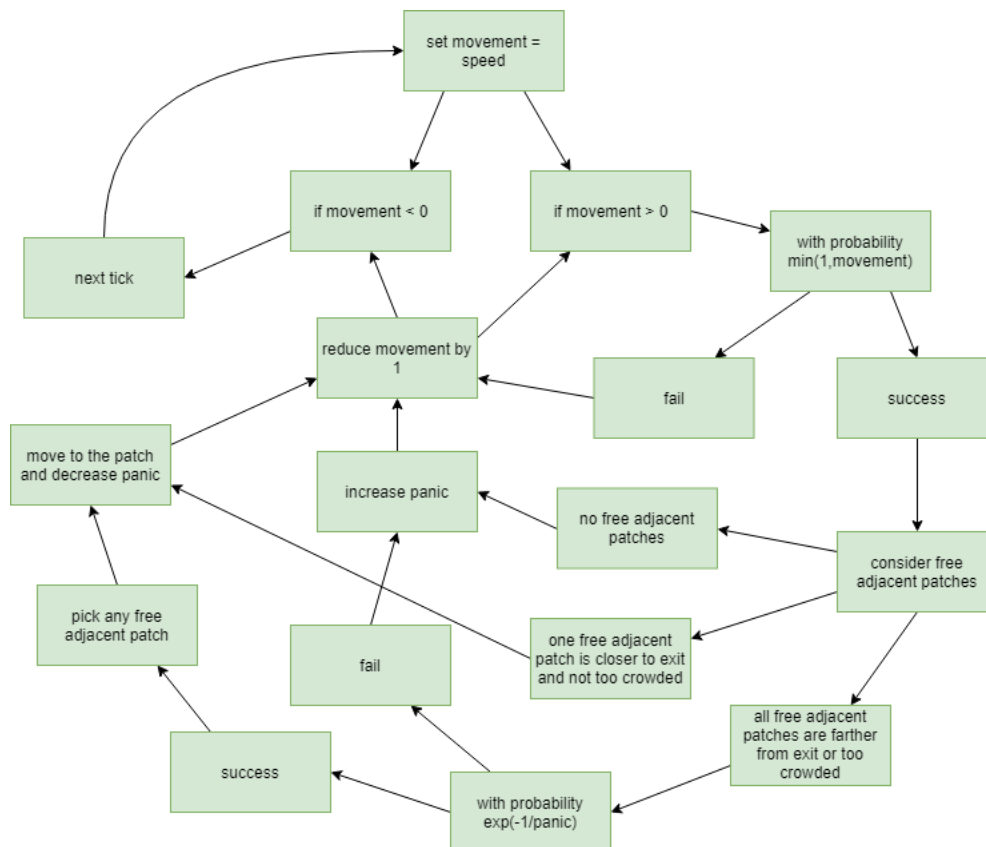 set movement =
speed
if movement < 0
if movement > 0
with probability
min(1,movement)
next tick
reduce movement by
1
fail
success
move to the patch
and decrease panic
increase panic
no free adjacent
patches
consider free
adjacent patches
pick any free
adjacent patch
fail
one free adjacent
patch is closer to exit
and not too crowded
all free adjacent
patches are farther
from exit or too
crowded
success
with probability
exp(-1/panic)